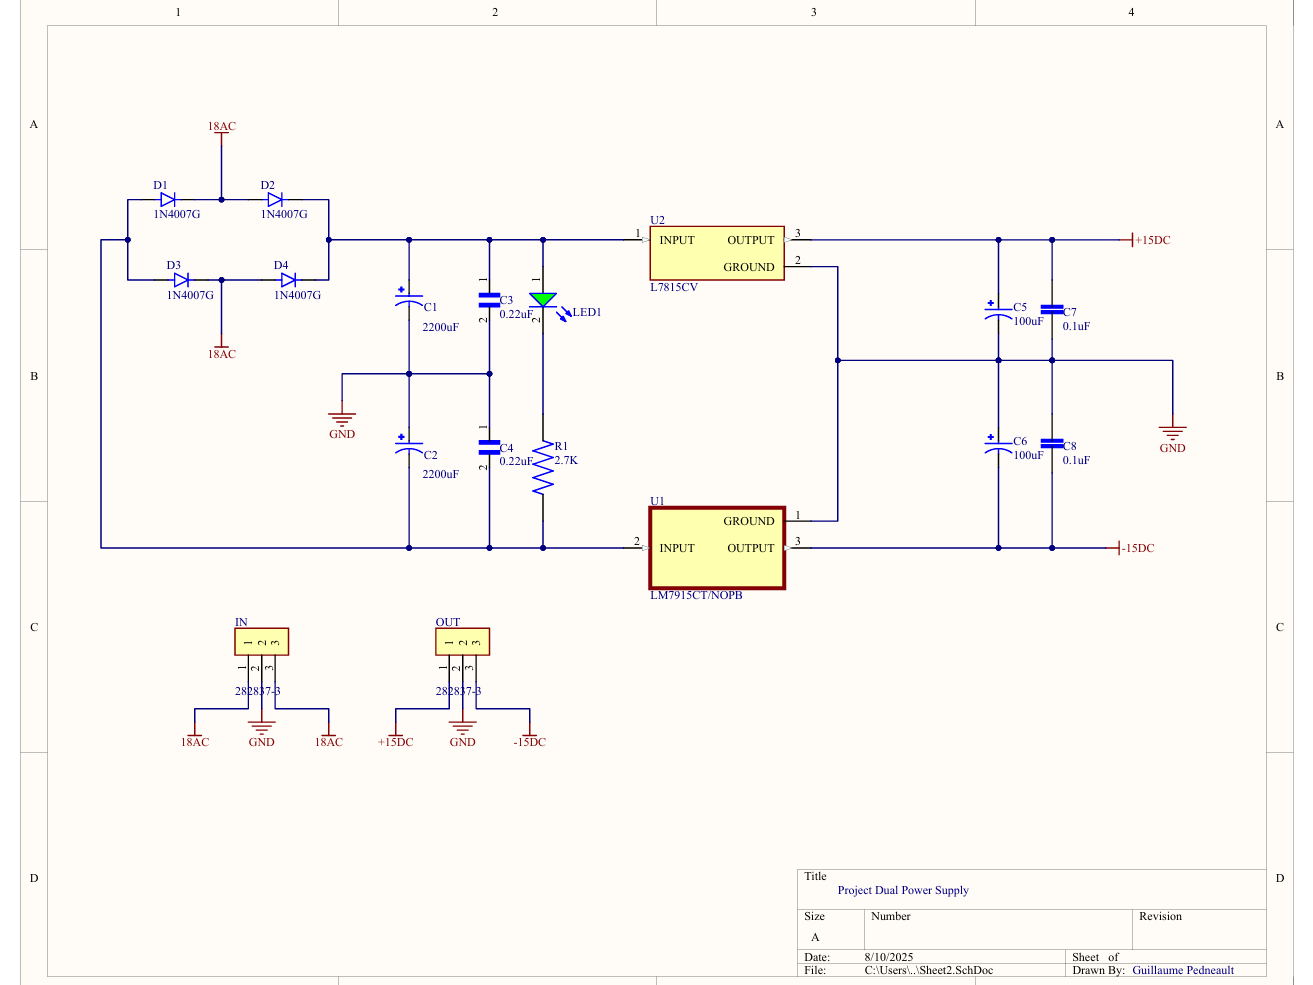 1 2 3 4
A A
18AC
D1 D2
1N4007G 1N4007G
U2
1 INPUT OUTPUT 3 +15DC
GROUND 2
D3 D4
1N4007G 1N4007G
L7815CV
1 1
C3
C1 0.22uF LED1
2200uF 2 2
C5 C7
100uF 0.1uF
18AC
B B
GND
1
C4 R1
C2 0.22uF 2.7K
2200uF 2
C6 C8
100uF 0.1uF
GND
U1
GROUND 1
2 INPUT OUTPUT 3 -15DC
LM7915CT/NOPB
C C
IN OUT
1 2 3 1 2 3
1 2 3 1 2 3
282837-3 282837-3
18AC GND 18AC +15DC GND -15DC
D D
Title
Project Dual Power Supply
Size Number Revision
A
Date: 8/10/2025 Sheet of
File: C:\Users\..\Sheet2.SchDoc Drawn By: Guillaume Pedneault